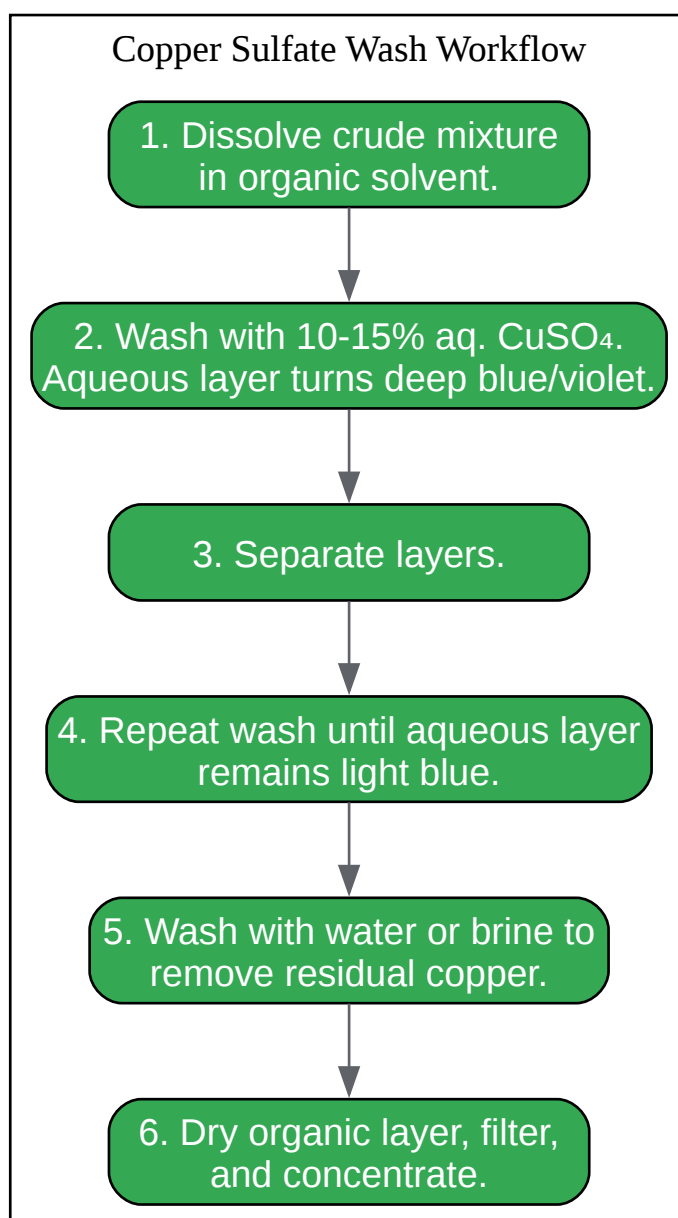 Copper Sulfate Wash Workflow
1. Dissolve crude mixture
in organic solvent.
2. Wash with 10-15% aq. CuSO₄.
Aqueous layer turns deep blue/violet.
3. Separate layers.
4. Repeat wash until aqueous layer
remains light blue.
5. Wash with water or brine to
remove residual copper.
6. Dry organic layer, filter,
and concentrate.